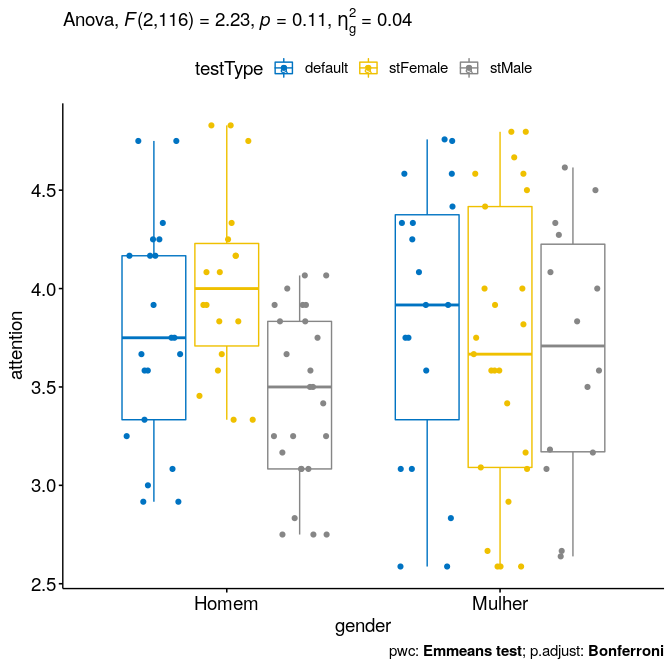 Anova, F(2,116) = 2.23, p = 0.11, η²g = 0.04
testType default stFemale stMale
attention
4.5
4.0
3.5
3.0
2.5
Homem Mulher
gender
pwc: Emmeans test; p.adjust: Bonferroni